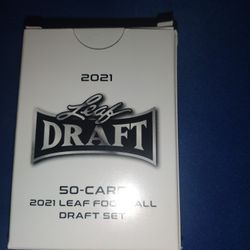 2021
Leaf
DRAFT
50-CARD
2021 LEAF FOOTBALL
DRAFT SET